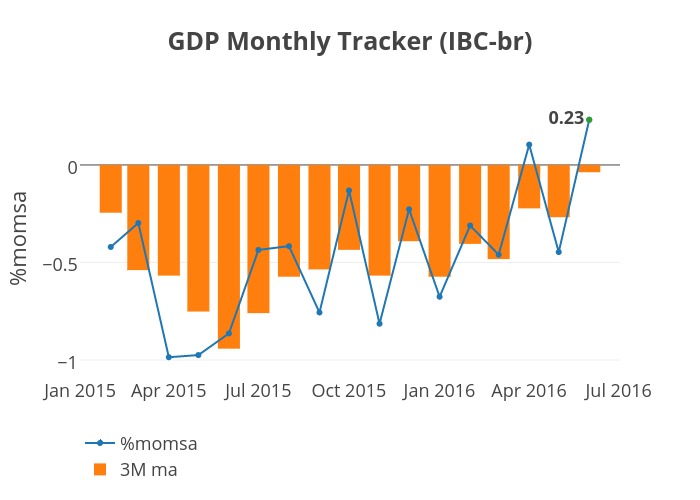 GDP Monthly Tracker (IBC-br)
0.23
0
−0.5
−1
%momsa
Jan 2015 Apr 2015 Jul 2015 Oct 2015 Jan 2016 Apr 2016 Jul 2016
%momsa
3M ma